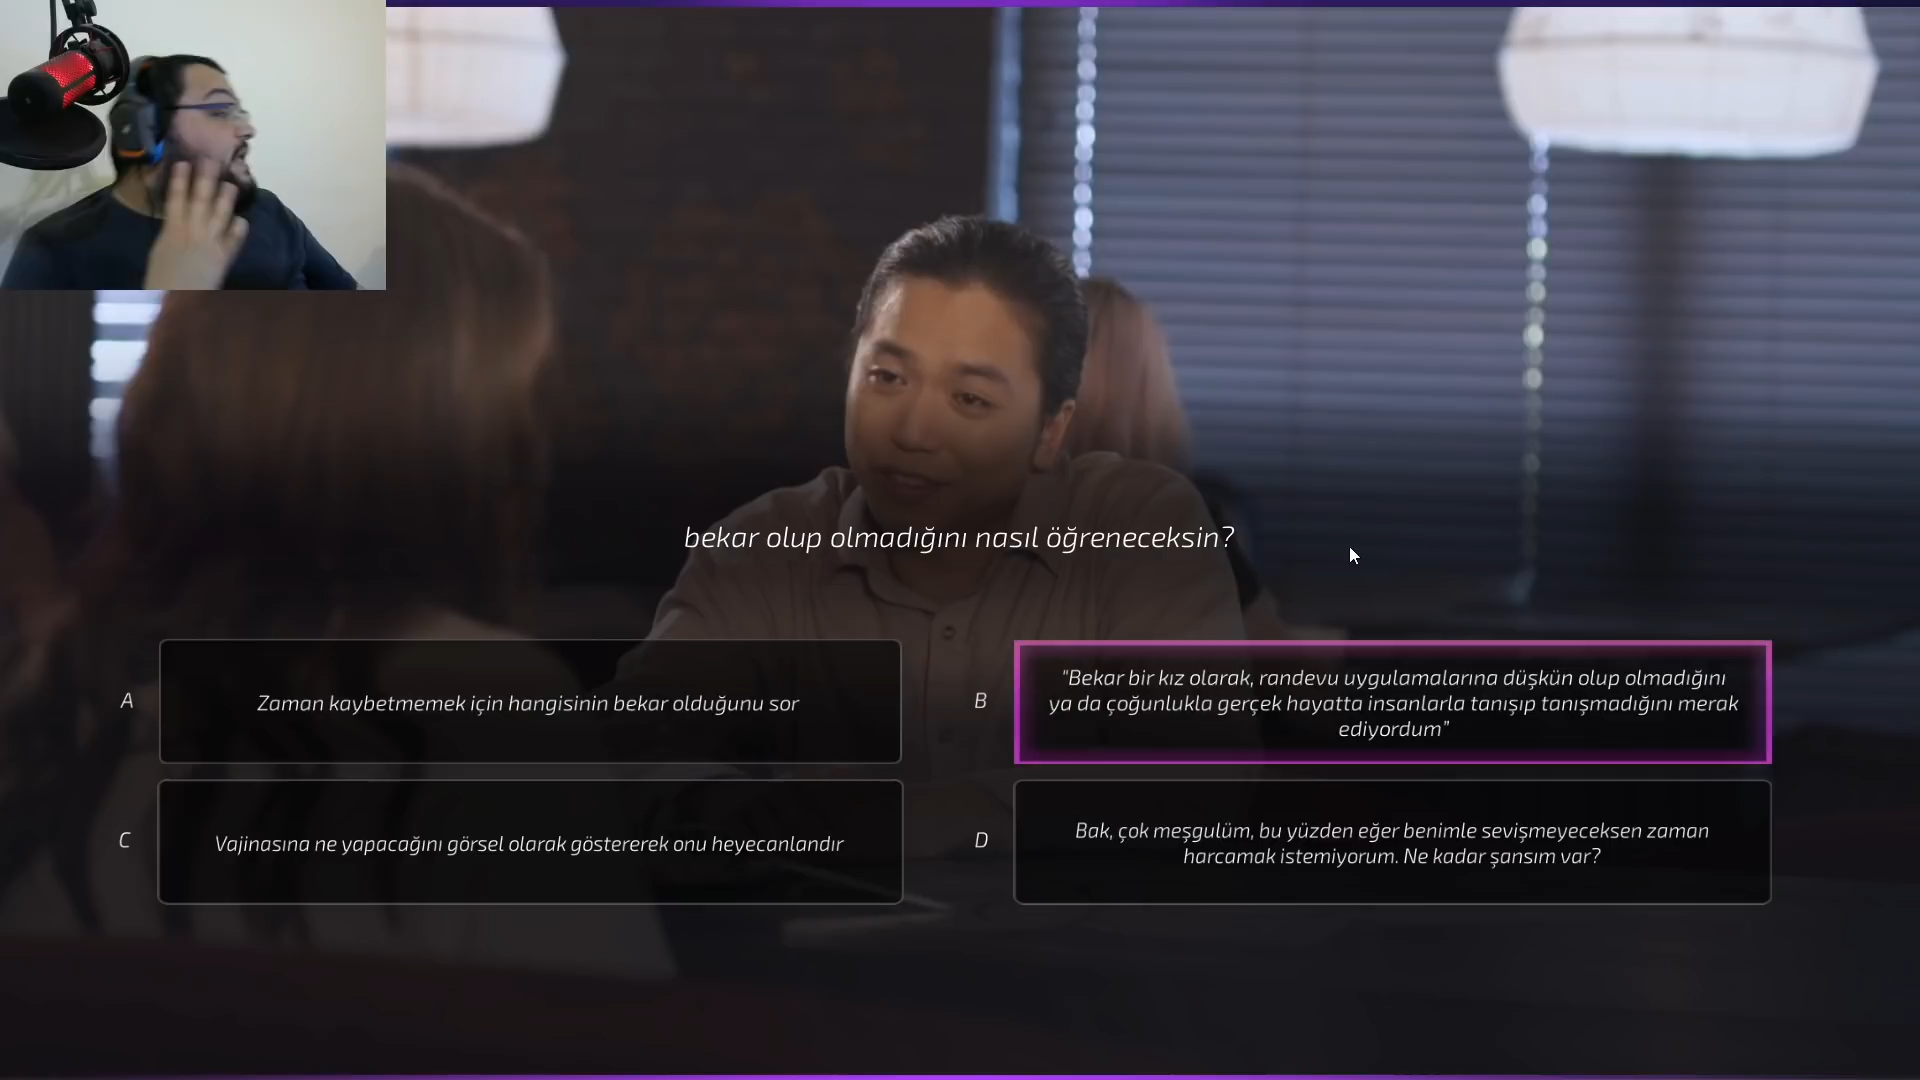 bekar olup olmadığını nasıl öğreneceksin?
A
Zaman kaybetmemek için hangisinin bekar olduğunu sor
B
"Bekar bir kız olarak, randevu uygulamalarına düşkün olup olmadığını
ya da çoğunlukla gerçek hayatta insanlarla tanışıp tanışmadığını merak
ediyordum"
C
Vajinasına ne yapacağını görsel olarak göstererek onu heyecanlandır
D
Bak, çok meşgulüm, bu yüzden eğer benimle sevişmeyeceksen zaman
harcamak istemiyorum. Ne kadar şansım var?